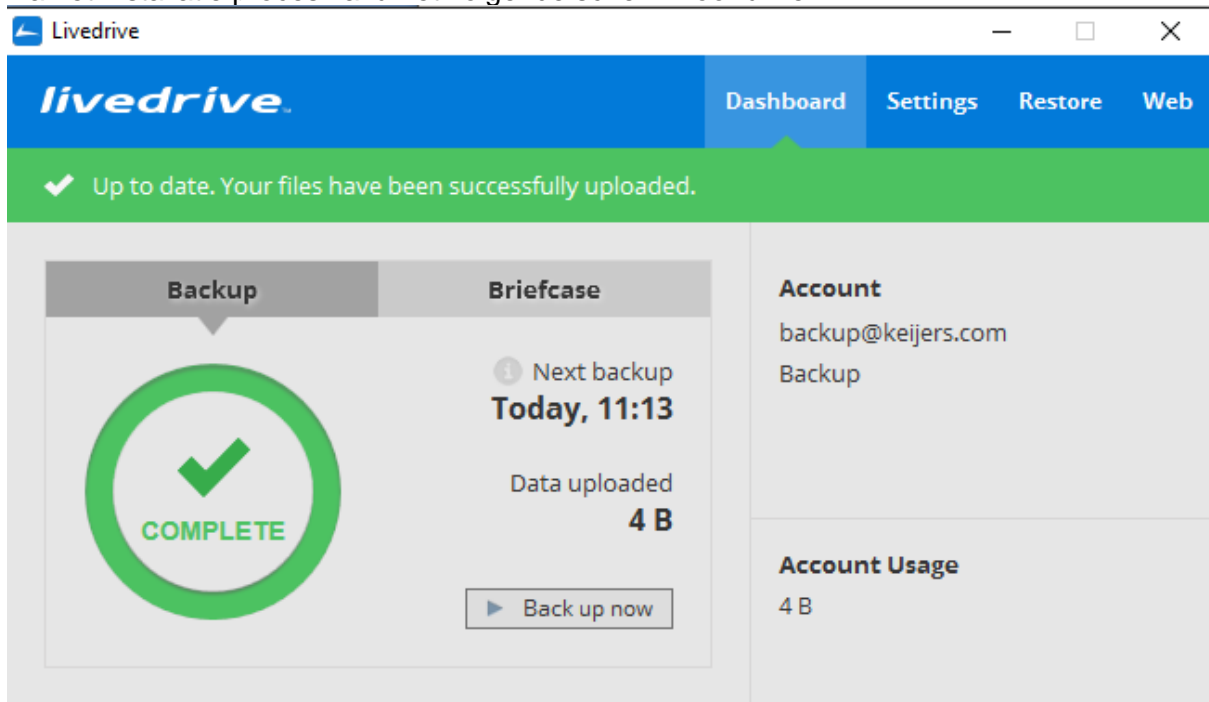 Livedrive
livedrive
Dashboard Settings Restore Web
Up to date. Your files have been successfully uploaded.
Backup Briefcase
Next backup
Today, 11:13
Data uploaded
4 B
COMPLETE
Back up now
Account
backup@keijers.com
Backup
Account Usage
4 B